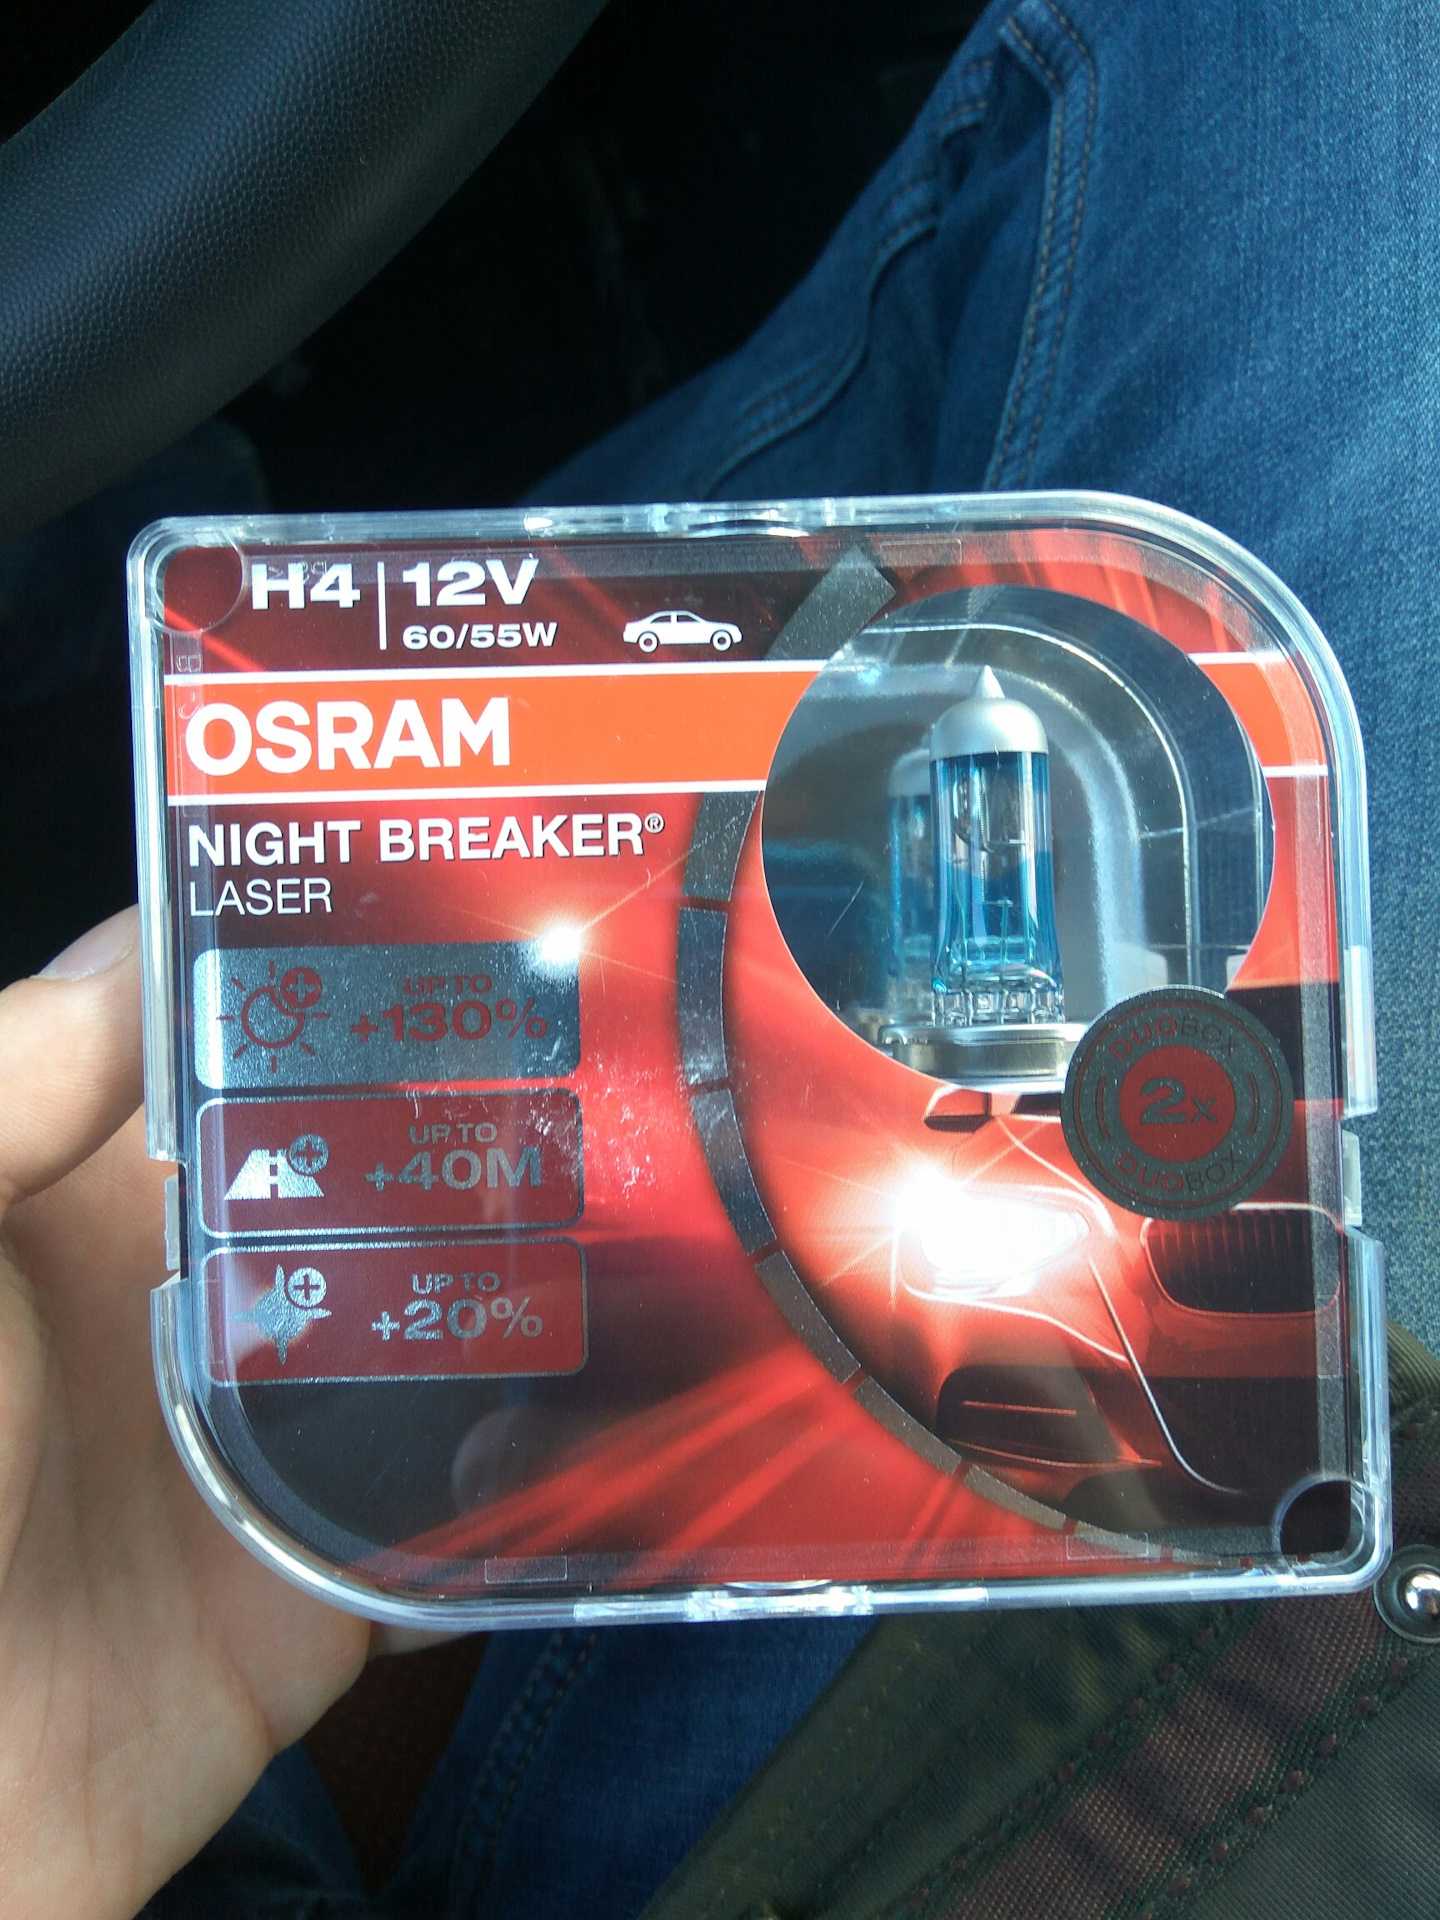 H4 | 12V
60/55W
OSRAM
NIGHT BREAKER®
LASER
UP TO
+130%
UP TO
+40M
UP TO
+20%
DUOBOX
2x
DUOBOX